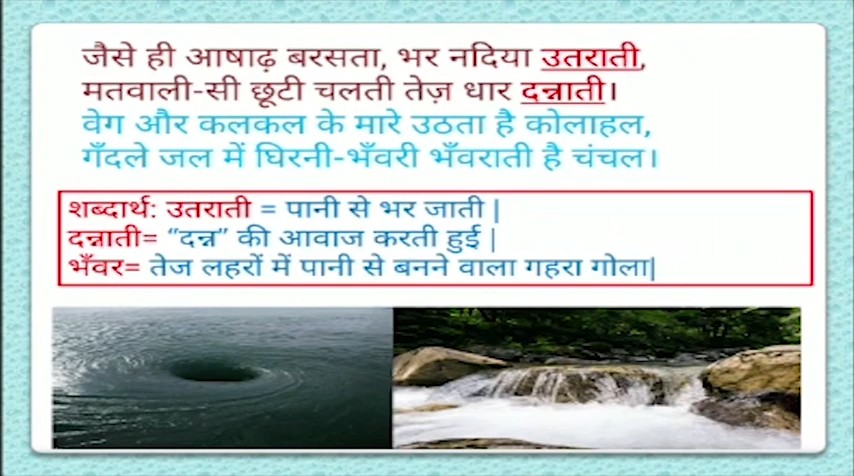 जैसे ही आषाढ़ बरसता, भर नदिया उतराती,
मतवाली-सी छूटी चलती तेज़ धार दन्नाती।
वेग और कलकल के मारे उठता है कोलाहल,
गँदले जल में घिरनी-भँवरी भँवराती है चंचल।
शब्दार्थ: उतराती = पानी से भर जाती |
दन्नाती= “दन्न” की आवाज करती हुई |
भँवर= तेज लहरों में पानी से बनने वाला गहरा गोला|